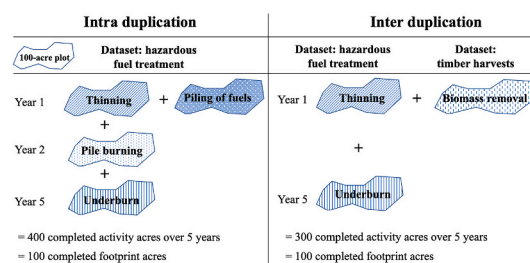 Intra duplication
Inter duplication
100-acre plot
Dataset: hazardous
fuel treatment
Dataset: hazardous
fuel treatment
Dataset:
timber harvests
Year 1
Thinning
+
Piling of fuels
Year 1
Thinning
+
Biomass removal
+
Year 2
Pile burning
+
+
Year 5
Underburn
Year 5
Underburn
= 400 completed activity acres over 5 years
= 100 completed footprint acres
= 300 completed activity acres over 5 years
= 100 completed footprint acres